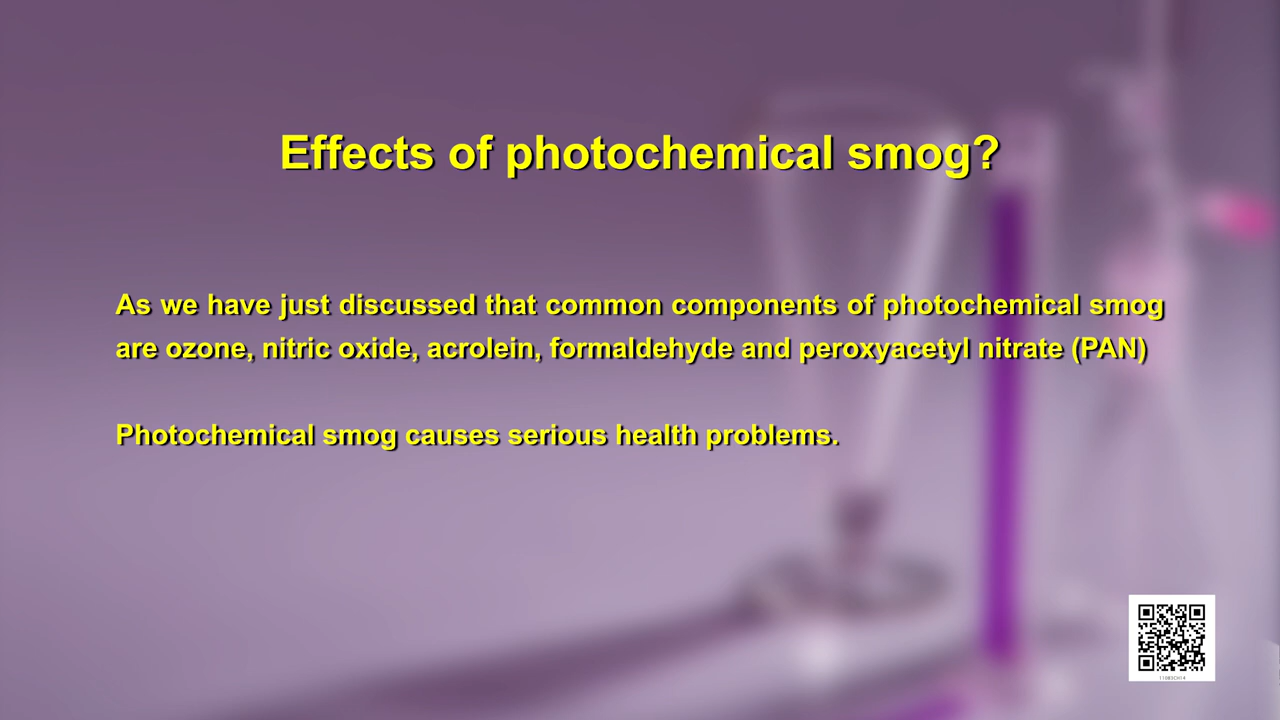 Effects of photochemical smog?
As we have just discussed that common components of photochemical smog
are ozone, nitric oxide, acrolein, formaldehyde and peroxyacetyl nitrate (PAN)
Photochemical smog causes serious health problems.